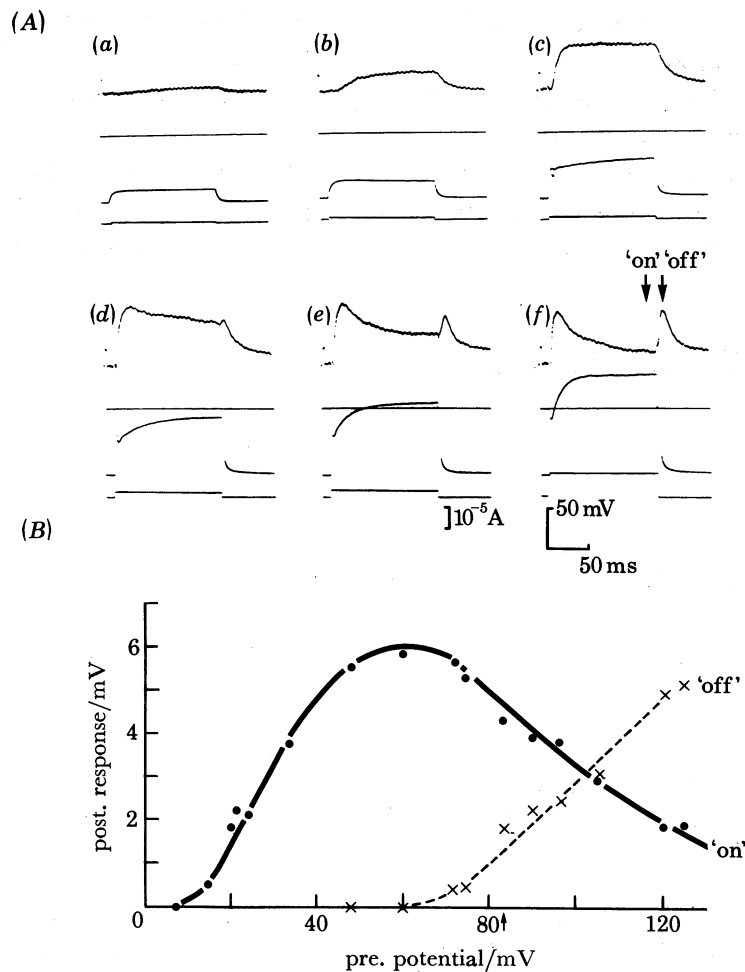 (A)
(a) (b) (c)
'on' 'off'
(d) (e) (f)
10⁻⁵A
50 mV
50 ms
(B)
6
4
2
0
40
80
120
post. response/mV
pre. potential/mV
'off'
'on'